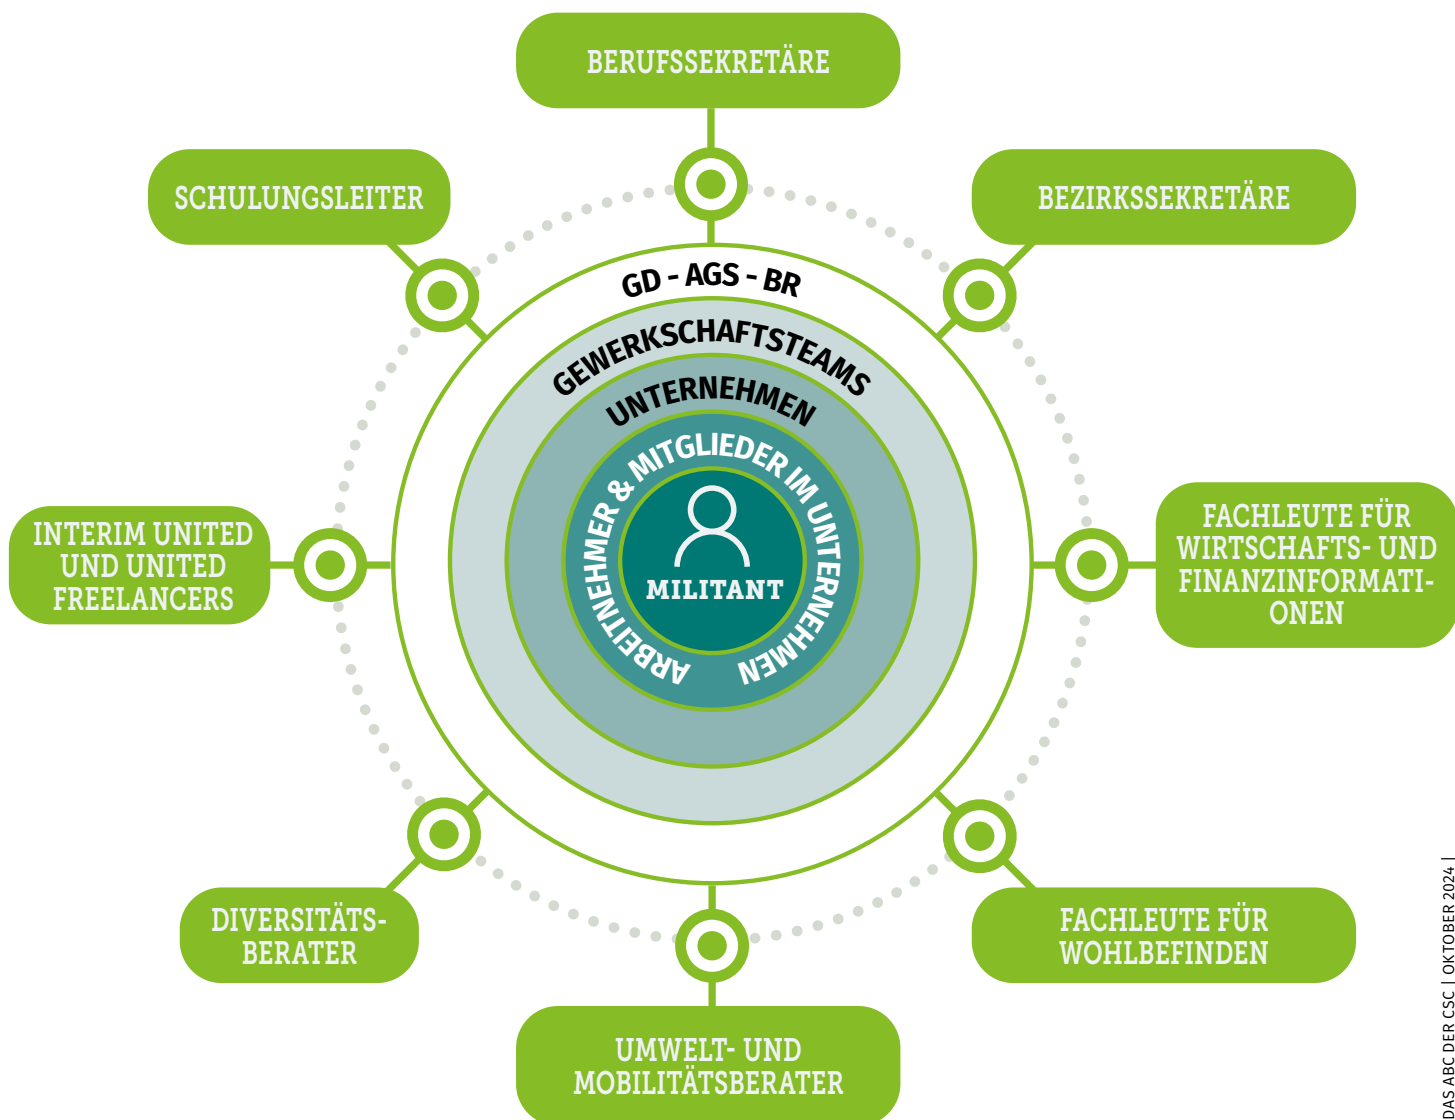 BERUFSSEKRETÄRE
SCHULUNGSLEITER
BEZIRKSSEKRETÄRE
GD - AGS - BR
GEWERKSCHAFTSTEAMS
UNTERNEHMEN
ARBEITNEHMER & MITGLIEDER IM UNTERNEHMEN
MILITANT
INTERIM UNITED
UND UNITED
FREELANCERS
FACHLEUTE FÜR
WIRTSCHAFTS- UND
FINANZINFORMATI-
ONEN
DIVERSITÄTS-
BERATER
FACHLEUTE FÜR
WOHLBEFINDEN
UMWELT- UND
MOBILITÄTSBERATER
DAS ABC DER CSC | OKTOBER 2024 |